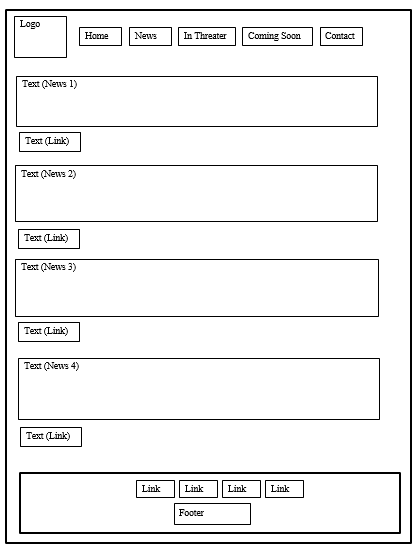 Logo
Home News In Threater Coming Soon Contact
Text (News 1)
Text (Link)
Text (News 2)
Text (Link)
Text (News 3)
Text (Link)
Text (News 4)
Text (Link)
Link Link Link Link
Footer